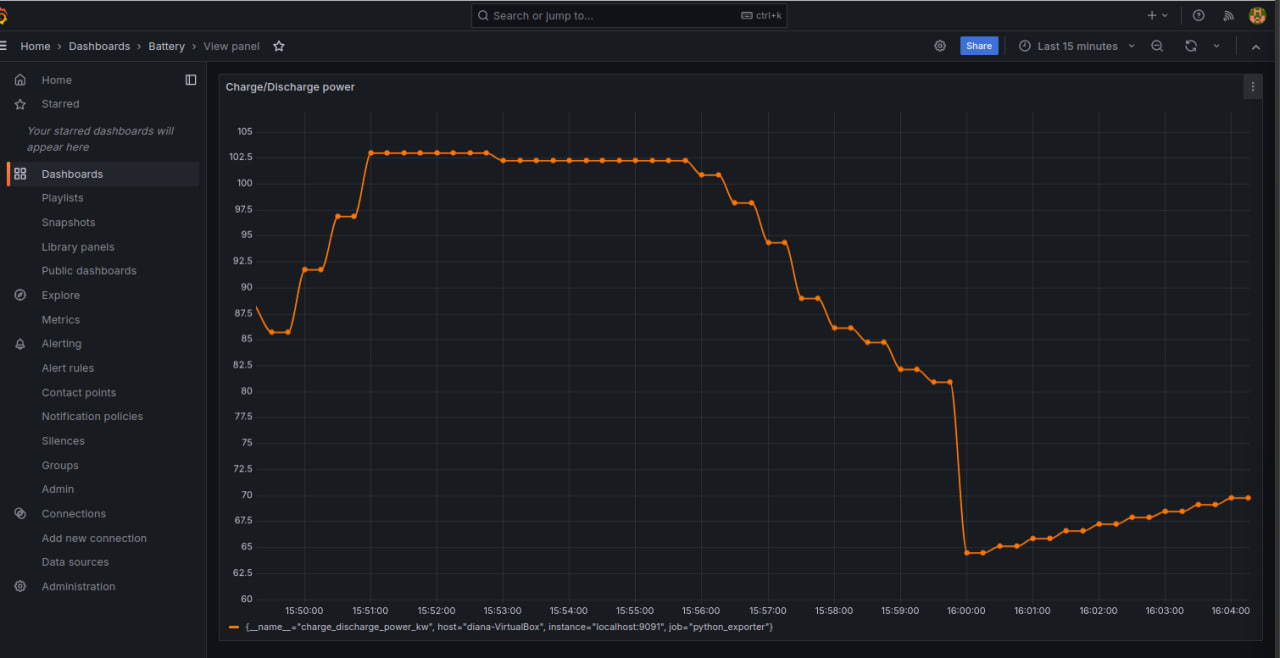 Search or jump to... ctrl+k
Home › Dashboards › Battery › View panel
Share Last 15 minutes
Home
Starred
Your starred dashboards will
appear here
Dashboards
Playlists
Snapshots
Library panels
Public dashboards
Explore
Metrics
Alerting
Alert rules
Contact points
Notification policies
Silences
Groups
Admin
Connections
Add new connection
Data sources
Administration
Charge/Discharge power
105
102.5
100
97.5
95
92.5
90
87.5
85
82.5
80
77.5
75
72.5
70
67.5
65
62.5
60
15:50:00 15:51:00 15:52:00 15:53:00 15:54:00 15:55:00 15:56:00 15:57:00 15:58:00 15:59:00 16:00:00 16:01:00 16:02:00 16:03:00 16:04:00
{__name__="charge_discharge_power_kw", host="diana-VirtualBox", instance="localhost:9091", job="python_exporter"}